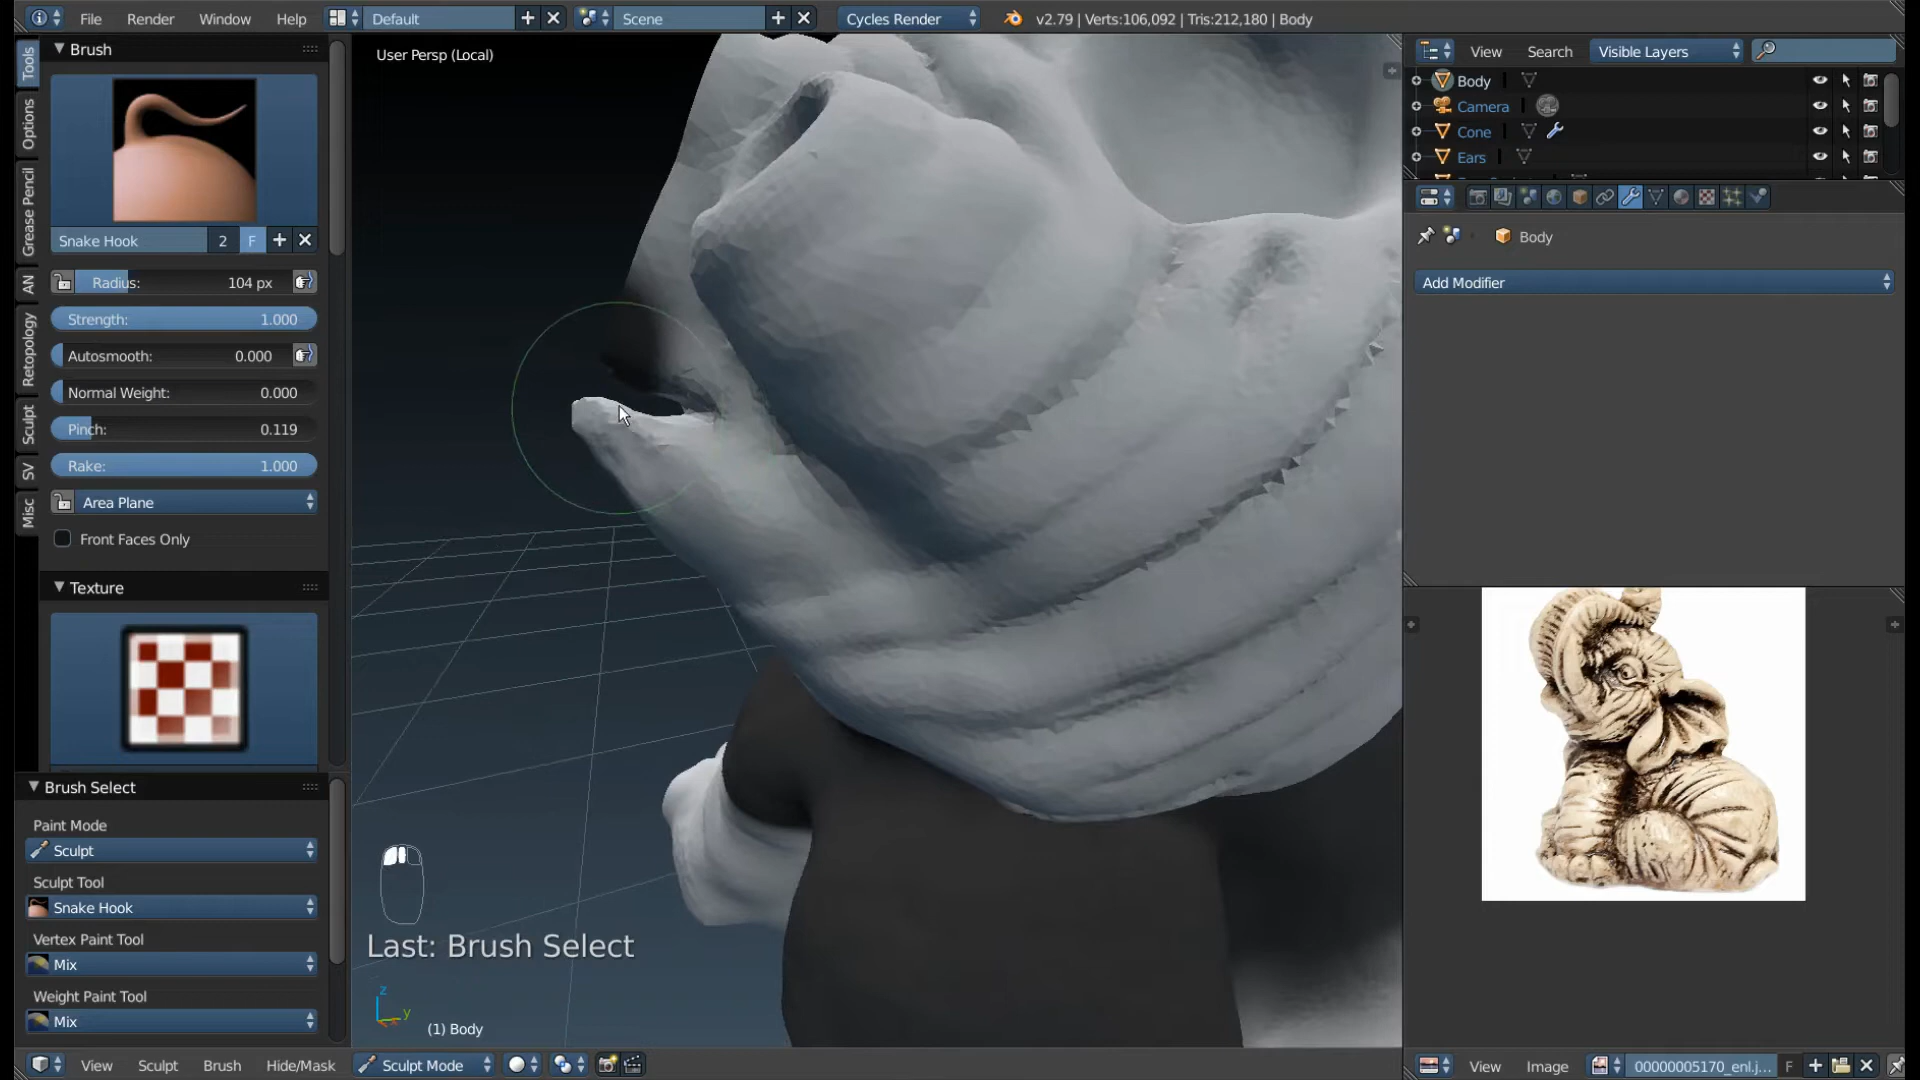 File Render Window Help Default Scene Cycles Render v2.79 | Verts:106,092 | Tris:212,180 | Body
Tools
Options
Grease Pencil
AN
Retopology
Sculpt
SV
Misc
Brush
Snake Hook 2 F
Radius: 104 px
Strength: 1.000
Autosmooth: 0.000
Normal Weight: 0.000
Pinch: 0.119
Rake: 1.000
Area Plane
Front Faces Only
Texture
Brush Select
Paint Mode
Sculpt
Sculpt Tool
Snake Hook
Vertex Paint Tool
Mix
Weight Paint Tool
Mix
User Persp (Local)
Last: Brush Select
z
y
(1) Body
View Sculpt Brush Hide/Mask Sculpt Mode
View Search Visible Layers
Body
Camera
Cone
Ears
Body
Add Modifier
View Image 00000005170_enl.j... F